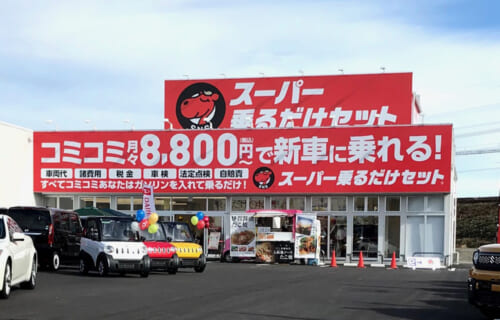 スーパー
乗るだけセット
コミコミ月々8,800円(税込)で新車に乗れる!
車両代 諸費用 税金 車検 法定点検 自賠責
すべてコミコミあなたはガソリンを入れて乗るだけ!
スーパー乗るだけセット